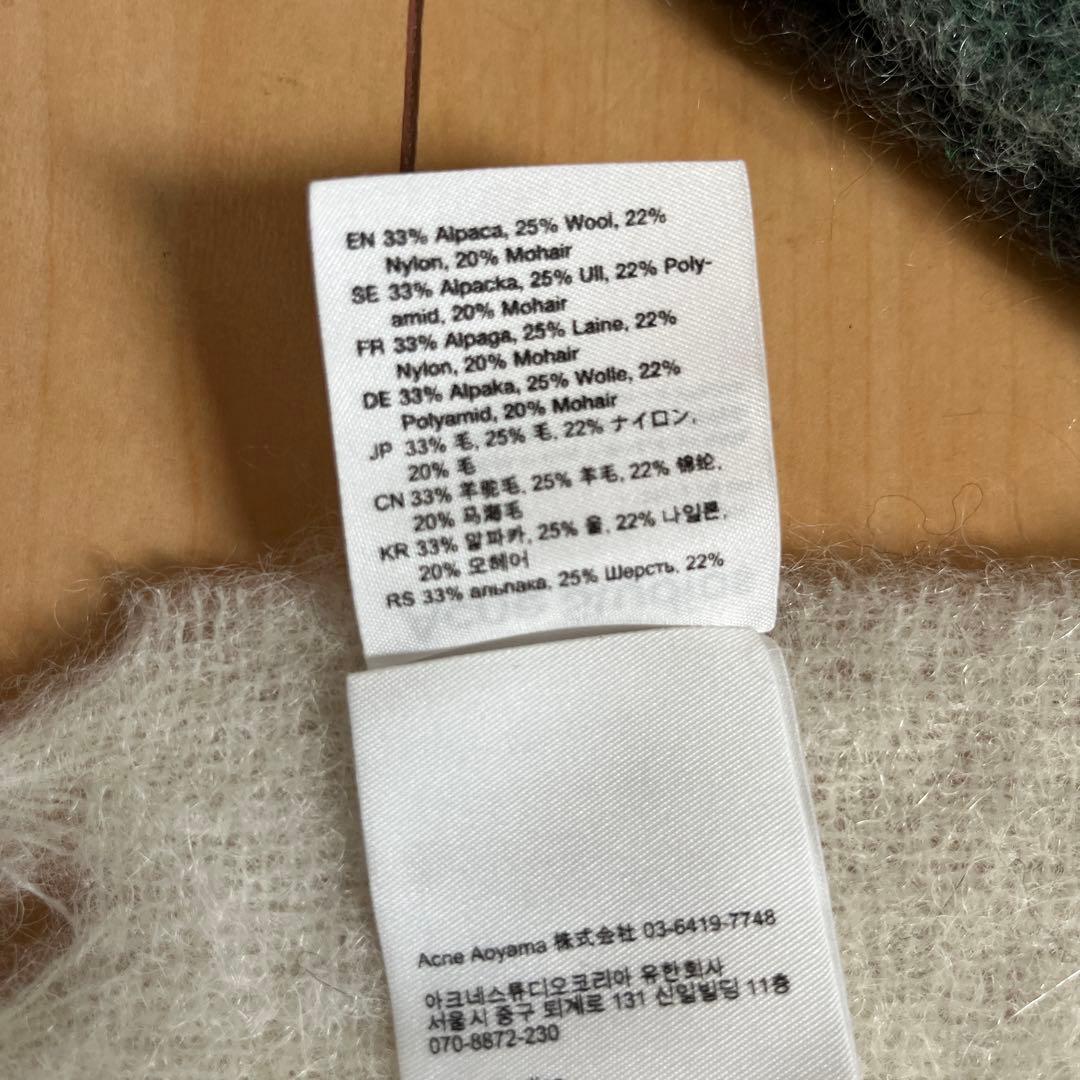 EN 33% Alpaca, 25% Wool, 22%
Nylon, 20% Mohair
SE 33% Alpacka, 25% Ull, 22% Poly-
amid, 20% Mohair
FR 33% Alpaga, 25% Laine, 22%
Nylon, 20% Mohair
DE 33% Alpaka, 25% Wolle, 22%
Polyamid, 20% Mohair
JP 33% 毛, 25% 毛, 22% ナイロン,
20% 毛
CN 33% 羊驼毛, 25% 羊毛, 22% 锦纶,
20% 马海毛
KR 33% 알파카, 25% 울, 22% 나일론,
20% 모헤어
RS 33% альпака, 25% Шерсть, 22%
Acne Aoyama 株式会社 03-6419-7748
아크네스튜디오코리아 유한회사
서울시 중구 퇴계로 131 신일빌딩 11층
070-8872-230